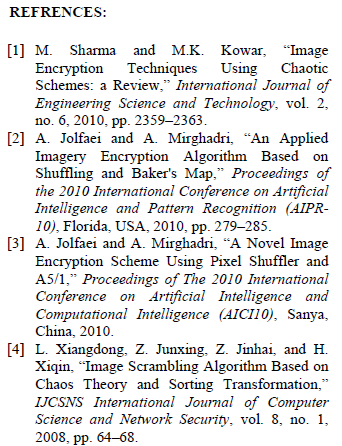 REFRENCES:
[1] M. Sharma and M.K. Kowar, “Image
Encryption Techniques Using Chaotic
Schemes: a Review,” International Journal of
Engineering Science and Technology, vol. 2,
no. 6, 2010, pp. 2359–2363.
[2] A. Jolfaei and A. Mirghadri, “An Applied
Imagery Encryption Algorithm Based on
Shuffling and Baker's Map,” Proceedings of
the 2010 International Conference on Artificial
Intelligence and Pattern Recognition (AIPR-
10), Florida, USA, 2010, pp. 279–285.
[3] A. Jolfaei and A. Mirghadri, “A Novel Image
Encryption Scheme Using Pixel Shuffler and
A5/1,” Proceedings of The 2010 International
Conference on Artificial Intelligence and
Computational Intelligence (AICI10), Sanya,
China, 2010.
[4] L. Xiangdong, Z. Junxing, Z. Jinhai, and H.
Xiqin, “Image Scrambling Algorithm Based on
Chaos Theory and Sorting Transformation,”
IJCSNS International Journal of Computer
Science and Network Security, vol. 8, no. 1,
2008, pp. 64–68.